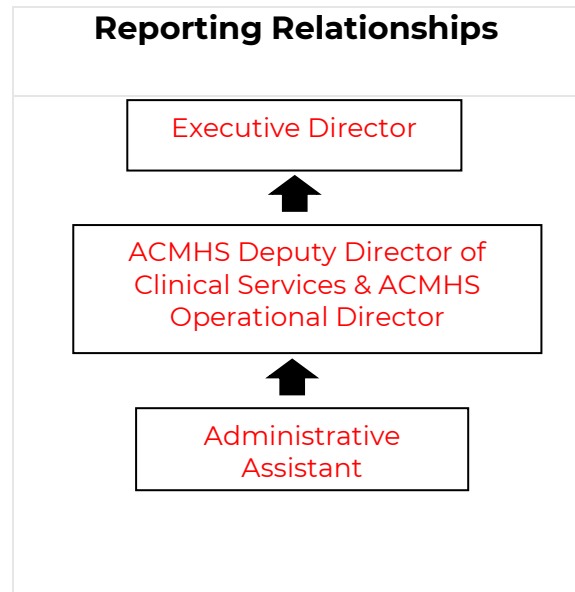 Reporting Relationships
Executive Director
ACMHS Deputy Director of
Clinical Services & ACMHS
Operational Director
Administrative
Assistant